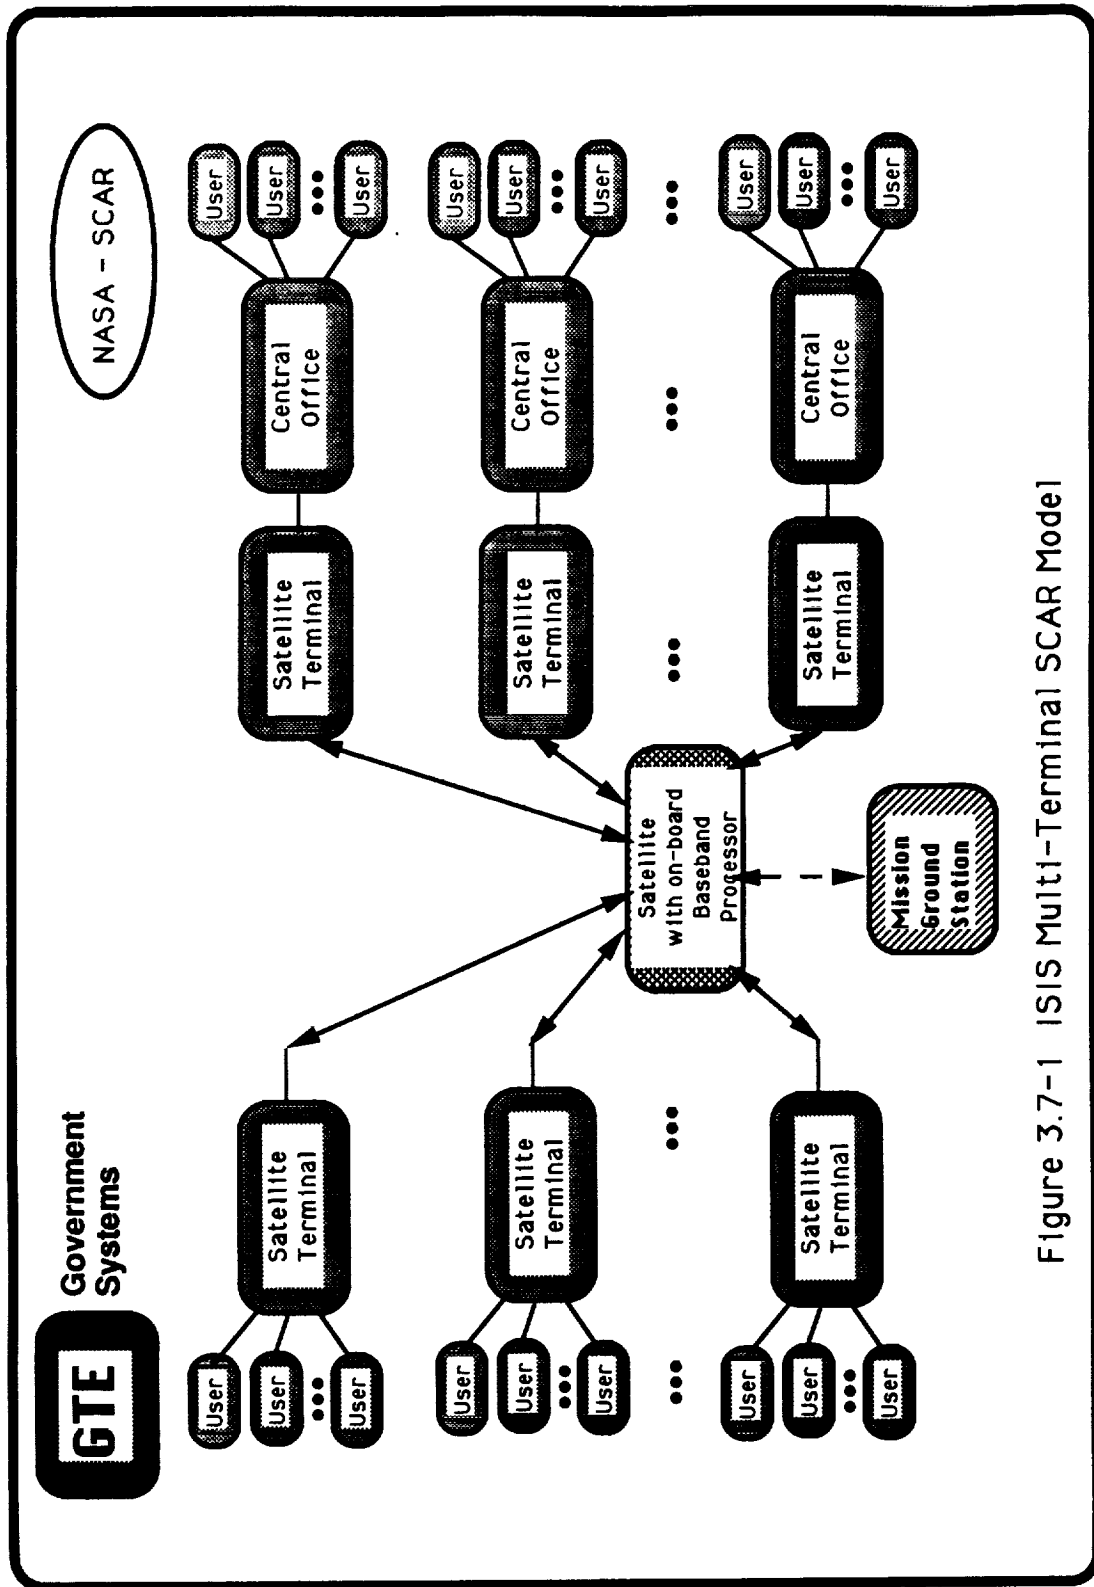 GTE
Government
Systems
NASA - SCAR
User
User
•••
User
Satellite
Terminal
Satellite
Terminal
Central
Office
User
User
•••
User
User
User
•••
User
Satellite
Terminal
Satellite
Terminal
Central
Office
User
User
•••
User
•••
•••
Satellite
with on-board
Baseband
Processor
•••
•••
•••
User
User
•••
User
Satellite
Terminal
Satellite
Terminal
Central
Office
User
User
•••
User
Mission
Ground
Station
Figure 3.7-1 ISIS Multi-Terminal SCAR Model